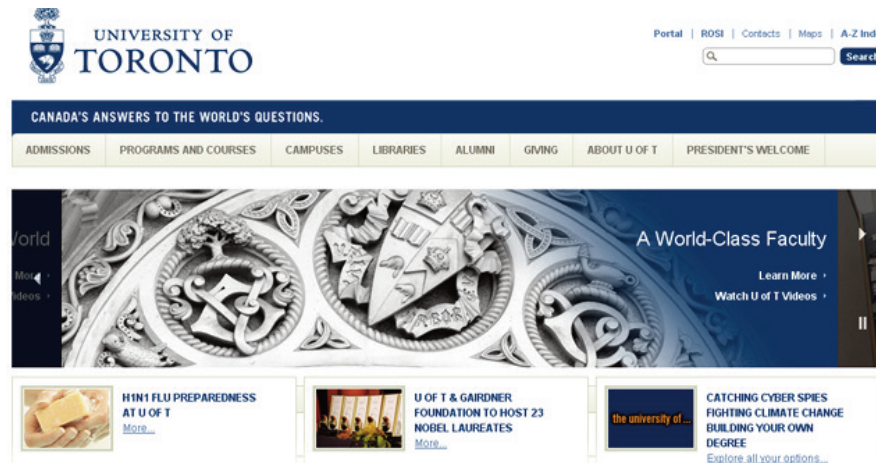 UNIVERSITY OF
TORONTO
Portal | ROSI | Contacts | Maps | A-Z Ind
Search
CANADA'S ANSWERS TO THE WORLD'S QUESTIONS.
ADMISSIONS PROGRAMS AND COURSES CAMPUSES LIBRARIES ALUMNI GIVING ABOUT U OF T PRESIDENT'S WELCOME
World
A World-Class Faculty
Learn More
Videos
Watch U of T Videos
ARBOR
H1N1 FLU PREPAREDNESS
AT U OF T
More...
U OF T & GAIRDNER
FOUNDATION TO HOST 23
NOBEL LAUREATES
More...
the university of ...
CATCHING CYBER SPIES
FIGHTING CLIMATE CHANGE
BUILDING YOUR OWN
DEGREE
Explore all your options...